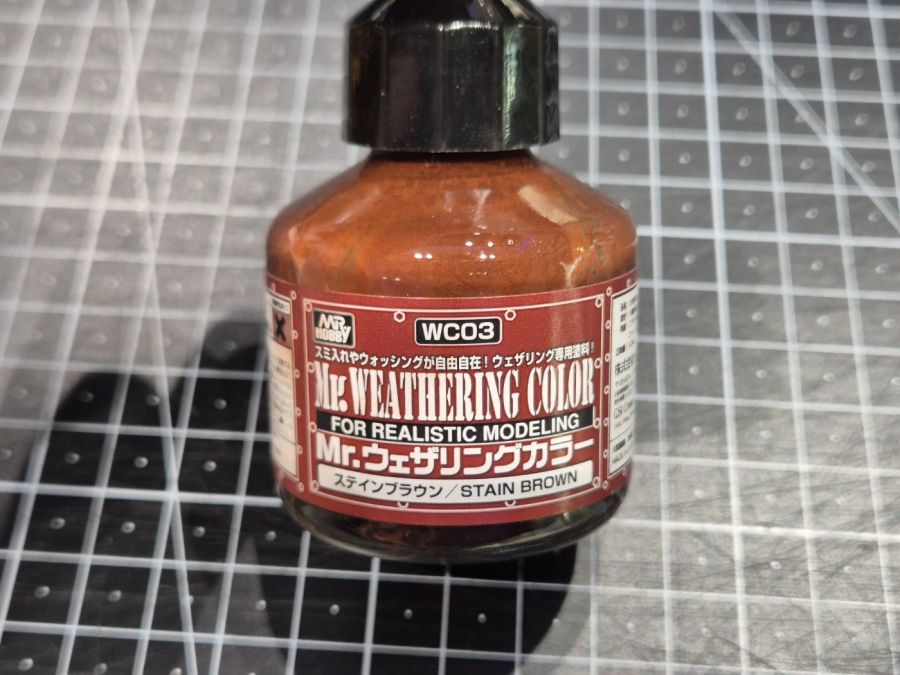 MR HOBBY
WC03
スミ入れやウォッシングが自由自在！ウェザリング専用塗料！
Mr. WEATHERING COLOR
FOR REALISTIC MODELING
Mr.ウェザリングカラー
ステインブラウン／STAIN BROWN